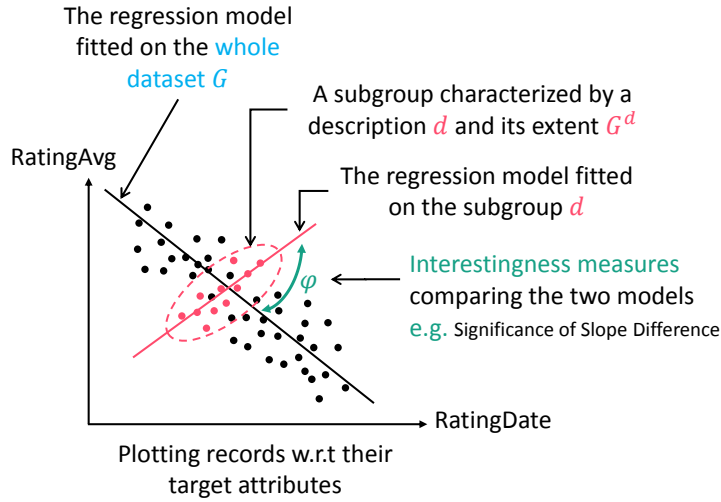 The regression model
fitted on the whole
dataset G
A subgroup characterized by a
description d and its extent G^d
RatingAvg
The regression model fitted
on the subgroup d
φ
Interestingness measures
comparing the two models
e.g. Significance of Slope Difference
RatingDate
Plotting records w.r.t their
target attributes